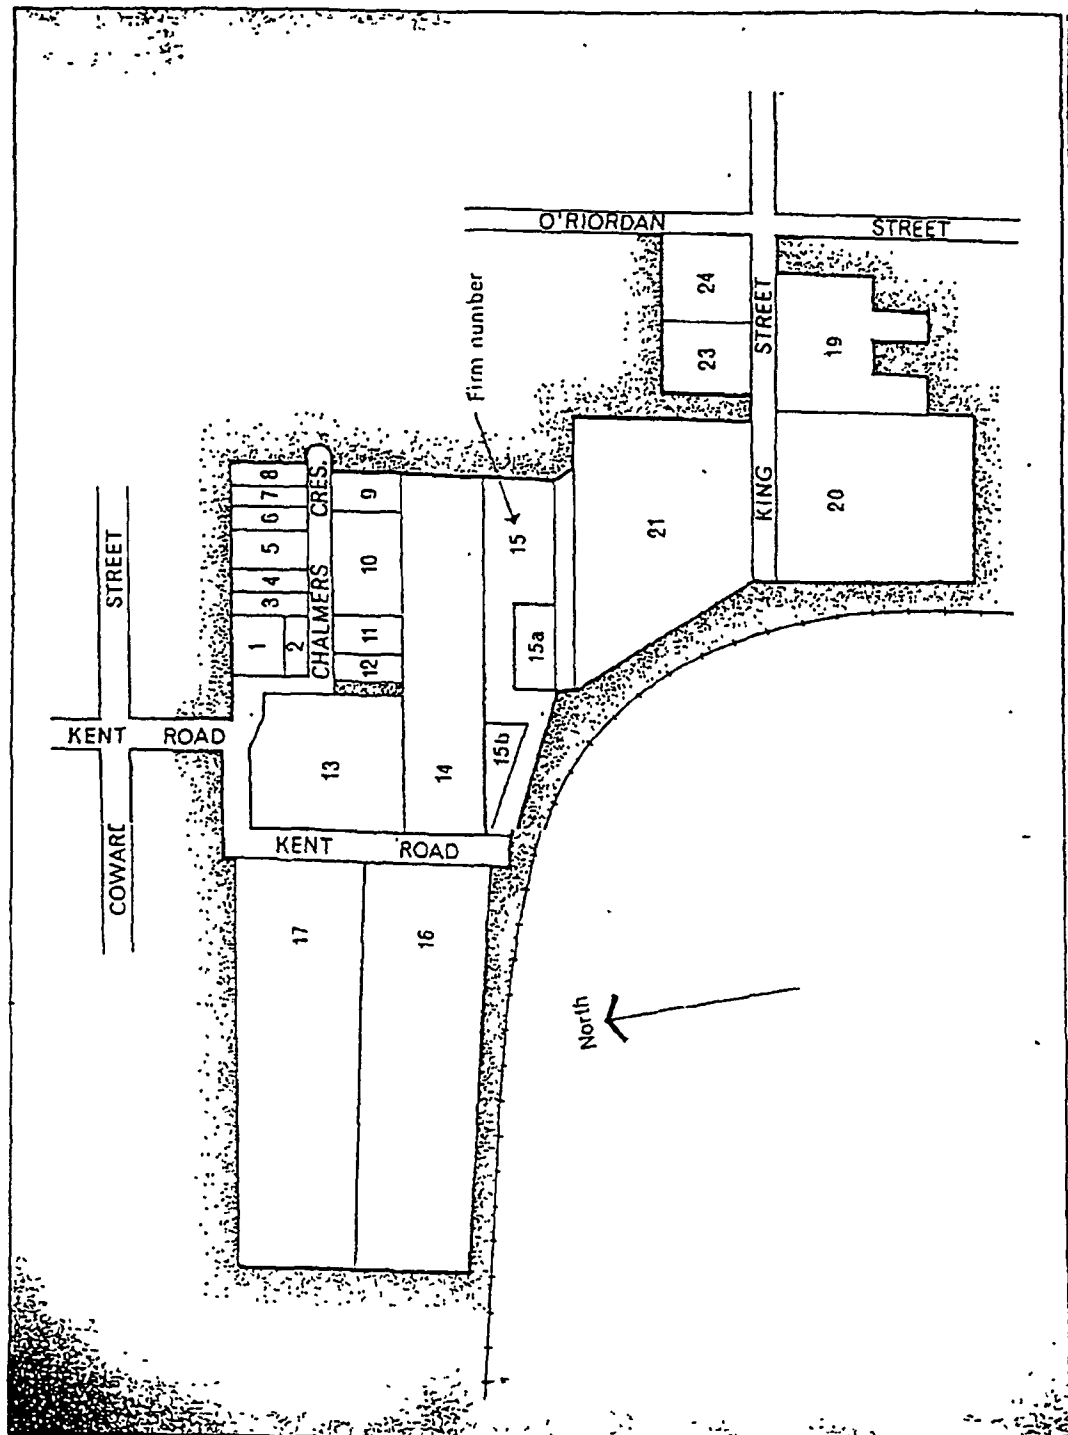 O'RIORDAN STREET
Firm number
24
23
KING STREET
19
20
21
COWARD STREET
KENT ROAD
CHALMERS CRES.
1
2
3
4
5
6
7
8
9
10
11
12
13
14
15
15a
15b
KENT ROAD
17
16
North